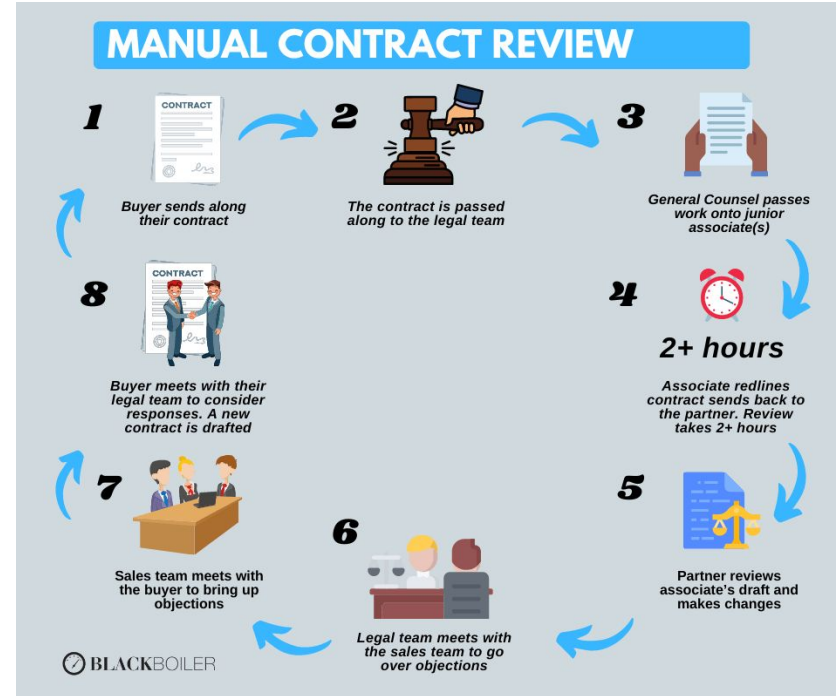 MANUAL CONTRACT REVIEW
1
CONTRACT
Buyer sends along
their contract
2
The contract is passed
along to the legal team
3
General Counsel passes
work onto junior
associate(s)
4
2+ hours
Associate redlines
contract sends back to
the partner. Review
takes 2+ hours
5
Partner reviews
associate's draft and
makes changes
6
Legal team meets with
the sales team to go
over objections
7
Sales team meets with
the buyer to bring up
objections
8
CONTRACT
Buyer meets with their
legal team to consider
responses. A new
contract is drafted
BLACKBOILER